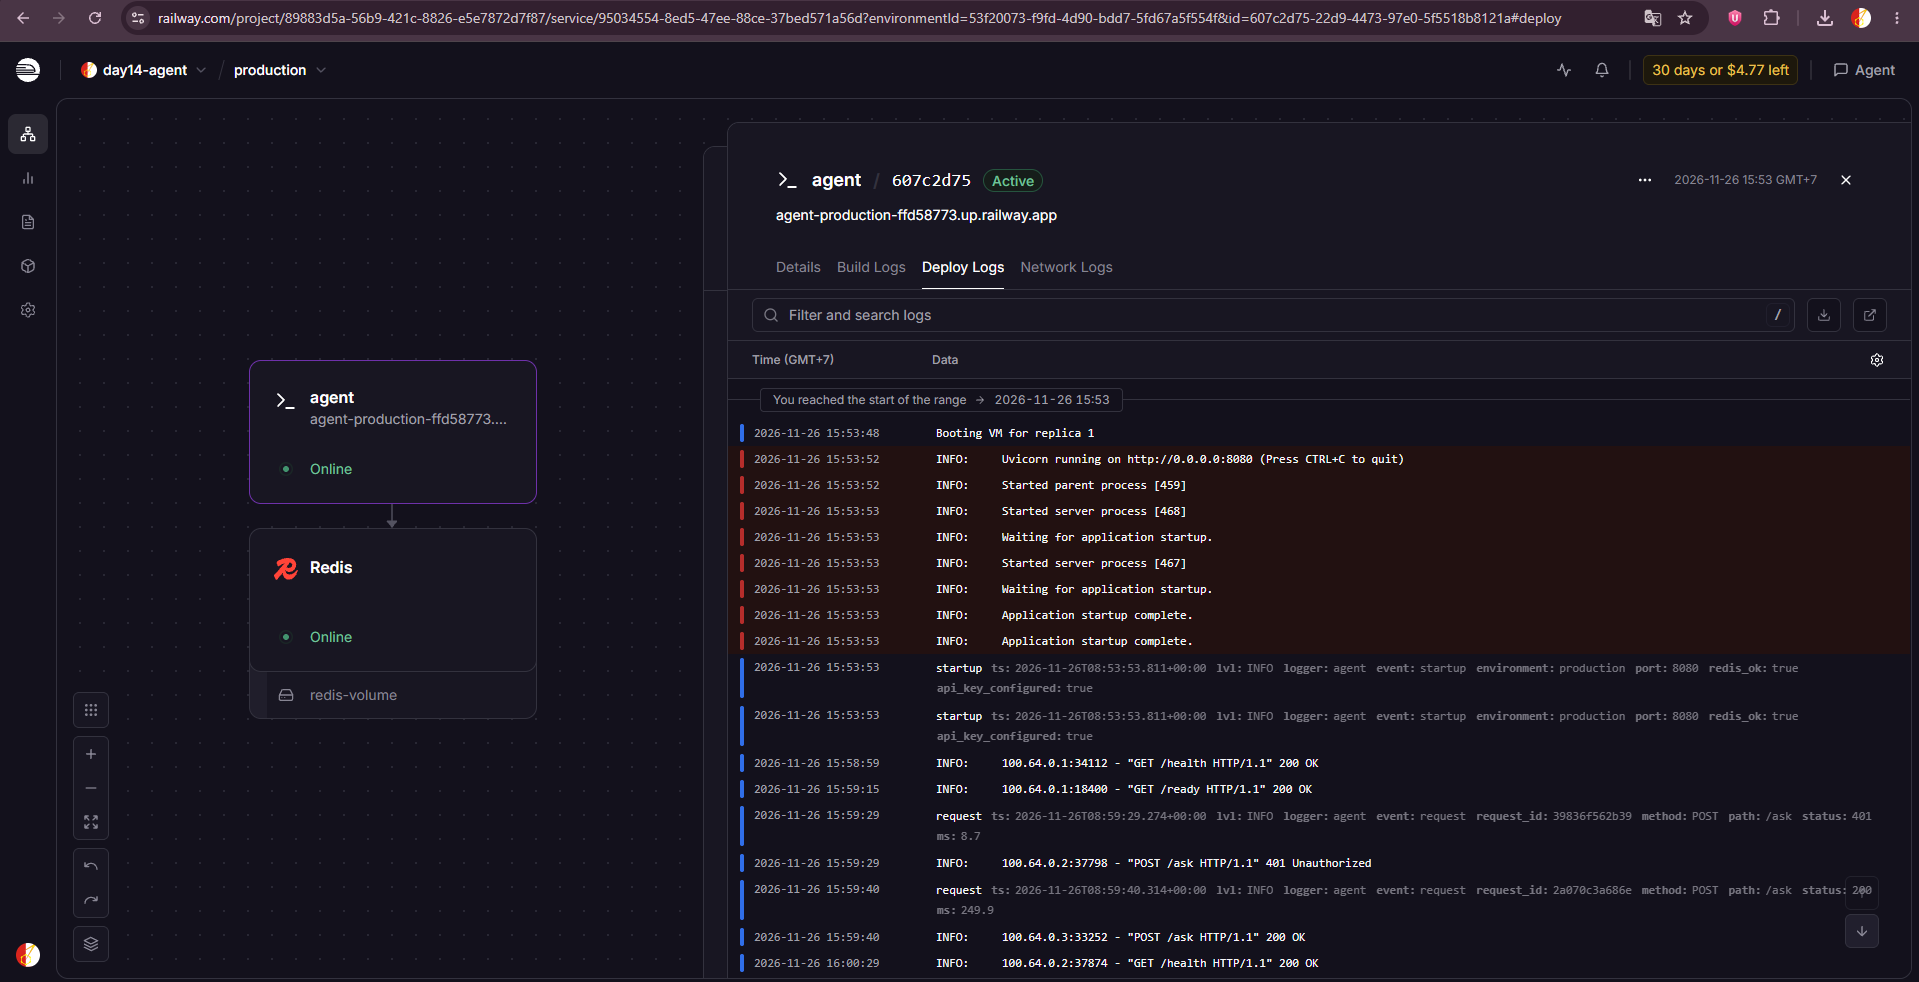 railway.com/project/89883d5a-56b9-421c-8826-e5e7872d7f87/service/95034554-8ed5-47ee-88ce-37bed571a56d?environmentId=53f20073-f9fd-4d90-bdd7-5fd67a5f554f&id=607c2d75-22d9-4473-97e0-5f5518b8121a#deploy
day14-agent / production
30 days or $4.77 left
Agent
agent / 607c2d75 Active
2026-11-26 15:53 GMT+7
agent-production-ffd58773.up.railway.app
Details Build Logs Deploy Logs Network Logs
Filter and search logs /
Time (GMT+7) Data
You reached the start of the range → 2026-11-26 15:53
agent
agent-production-ffd58773....
Online
Redis
Online
redis-volume
2026-11-26 15:53:48 Booting VM for replica 1
2026-11-26 15:53:52 INFO: Uvicorn running on http://0.0.0.0:8080 (Press CTRL+C to quit)
2026-11-26 15:53:52 INFO: Started parent process [459]
2026-11-26 15:53:53 INFO: Started server process [468]
2026-11-26 15:53:53 INFO: Waiting for application startup.
2026-11-26 15:53:53 INFO: Started server process [467]
2026-11-26 15:53:53 INFO: Waiting for application startup.
2026-11-26 15:53:53 INFO: Application startup complete.
2026-11-26 15:53:53 INFO: Application startup complete.
2026-11-26 15:53:53 startup ts: 2026-11-26T08:53:53.811+00:00 lvl: INFO logger: agent event: startup environment: production port: 8080 redis_ok: true
api_key_configured: true
2026-11-26 15:53:53 startup ts: 2026-11-26T08:53:53.811+00:00 lvl: INFO logger: agent event: startup environment: production port: 8080 redis_ok: true
api_key_configured: true
2026-11-26 15:58:59 INFO: 100.64.0.1:34112 - "GET /health HTTP/1.1" 200 OK
2026-11-26 15:59:15 INFO: 100.64.0.1:18400 - "GET /ready HTTP/1.1" 200 OK
2026-11-26 15:59:29 request ts: 2026-11-26T08:59:29.274+00:00 lvl: INFO logger: agent event: request request_id: 39836f562b39 method: POST path: /ask status: 401
ms: 8.7
2026-11-26 15:59:29 INFO: 100.64.0.2:37798 - "POST /ask HTTP/1.1" 401 Unauthorized
2026-11-26 15:59:40 request ts: 2026-11-26T08:59:40.314+00:00 lvl: INFO logger: agent event: request request_id: 2a070c3a686e method: POST path: /ask status: 200
ms: 249.9
2026-11-26 15:59:40 INFO: 100.64.0.3:33252 - "POST /ask HTTP/1.1" 200 OK
2026-11-26 16:00:29 INFO: 100.64.0.2:37874 - "GET /health HTTP/1.1" 200 OK